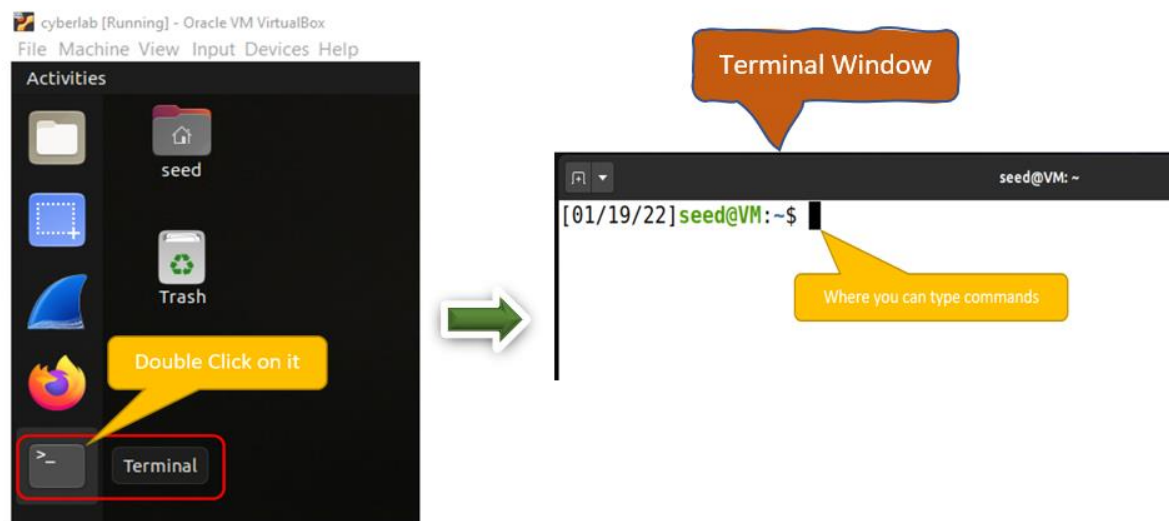 cyberlab [Running] - Oracle VM VirtualBox
File Machine View Input Devices Help
Activities
seed
Trash
Double Click on it
>_
Terminal
Terminal Window
seed@VM: ~
[01/19/22]seed@VM:~$
Where you can type commands